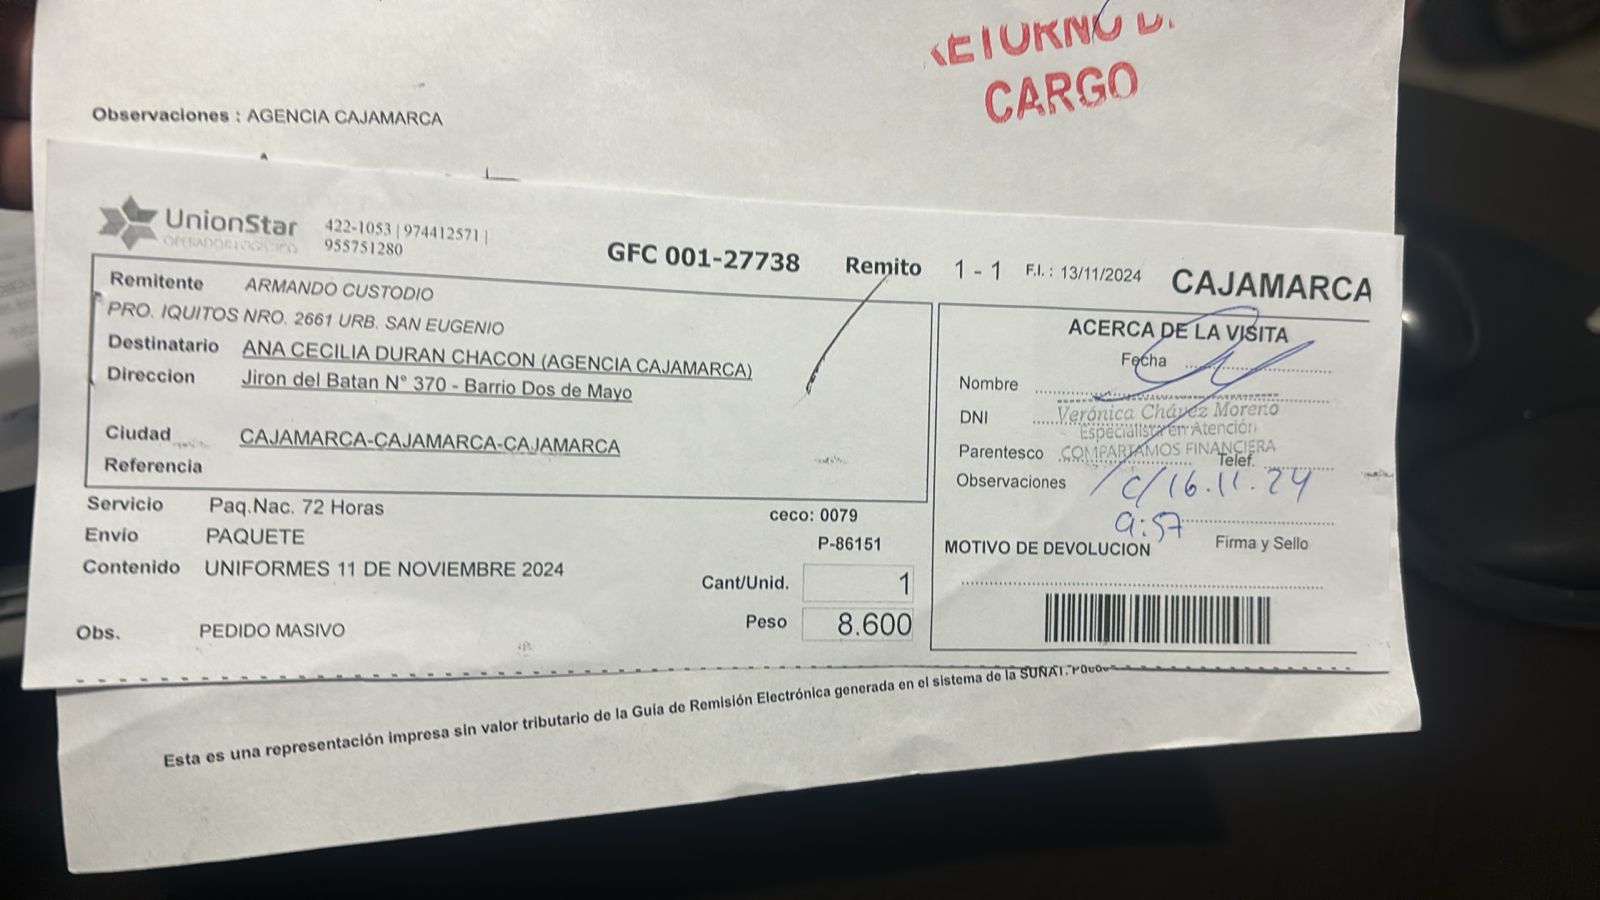 CARGO
Observaciones : AGENCIA CAJAMARCA
UnionStar
OPERADOR LOGISTICO
422-1053 | 974412571 |
955751280
GFC 001-27738
Remito 1 - 1
F.I. : 13/11/2024
CAJAMARCA
Remitente ARMANDO CUSTODIO
PRO. IQUITOS NRO. 2661 URB. SAN EUGENIO
Destinatario ANA CECILIA DURAN CHACON (AGENCIA CAJAMARCA)
Direccion Jiron del Batan N° 370 - Barrio Dos de Mayo
Ciudad CAJAMARCA-CAJAMARCA-CAJAMARCA
Referencia
Servicio Paq.Nac. 72 Horas
Envío PAQUETE
Contenido UNIFORMES 11 DE NOVIEMBRE 2024
Obs. PEDIDO MASIVO
ceco: 0079
P-86151
Cant/Unid. 1
Peso 8.600
ACERCA DE LA VISITA
Fecha
Nombre
DNI
Verónica Chávez Moreno
Especialista en Atención
Parentesco
COMPARTAMOS FINANCIERA
Telef.
Observaciones
c/16.11.24
9:57
Firma y Sello
MOTIVO DE DEVOLUCION
Esta es una representación impresa sin valor tributario de la Guía de Remisión Electrónica generada en el sistema de la SUNAT.